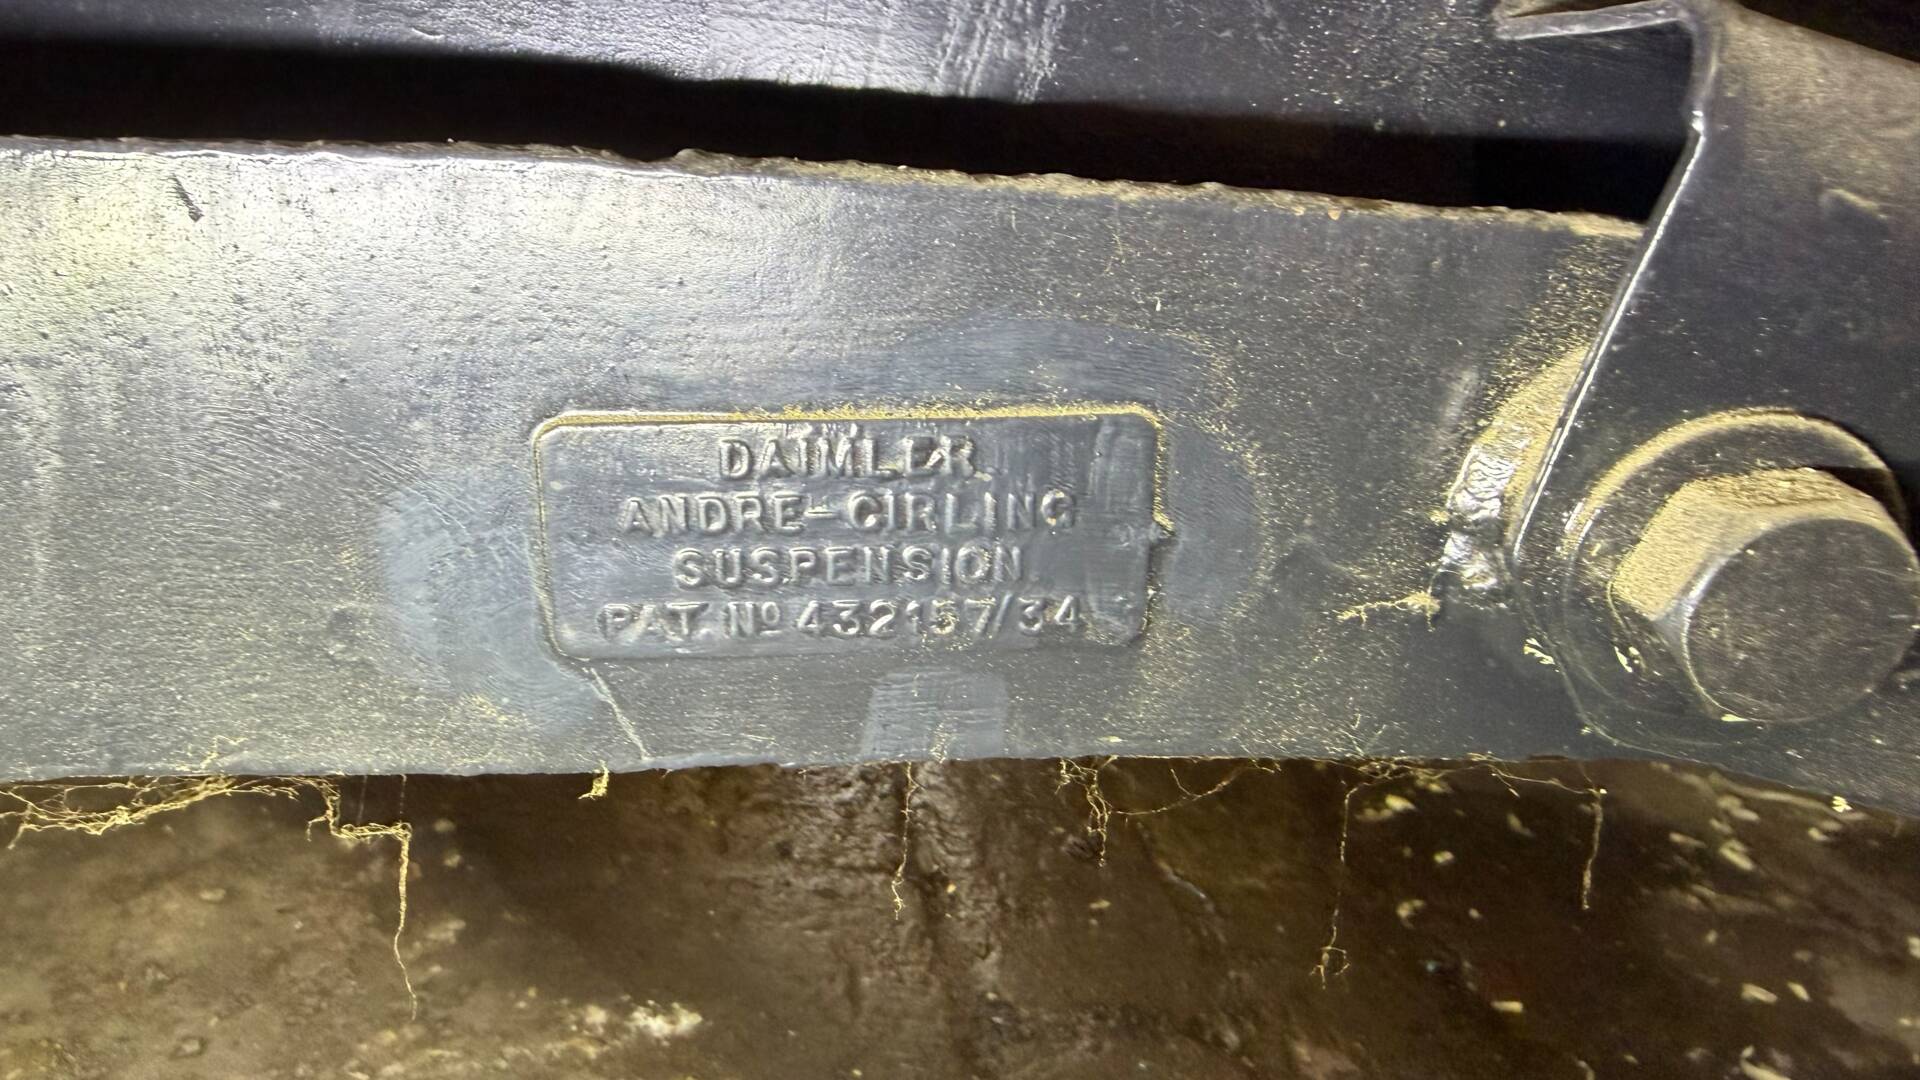 DAIMLER
ANDRE-GIRLING
SUSPENSION
PAT. Nº 432157/34